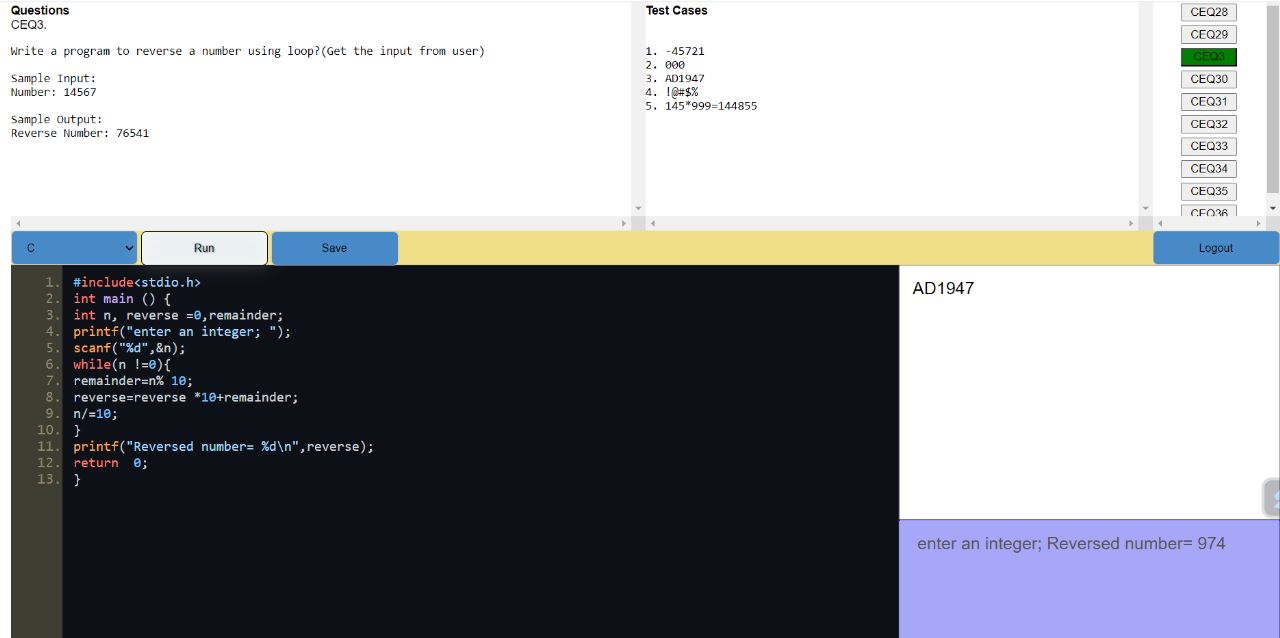 Questions
CEQ3.
Write a program to reverse a number using loop?(Get the input from user)
Sample Input:
Number: 14567
Sample Output:
Reverse Number: 76541
Test Cases
1. -45721
2. 000
3. AD1947
4. !@#$%
5. 145*999=144855
CEQ28
CEQ29
CEQ3
CEQ30
CEQ31
CEQ32
CEQ33
CEQ34
CEQ35
CEQ36
C
Run
Save
Logout
1. #include<stdio.h>
2. int main () {
3. int n, reverse =0,remainder;
4. printf("enter an integer; ");
5. scanf("%d",&n);
6. while(n !=0){
7. remainder=n% 10;
8. reverse=reverse *10+remainder;
9. n/=10;
10. }
11. printf("Reversed number= %d\n",reverse);
12. return  0;
13. }
AD1947
enter an integer; Reversed number= 974